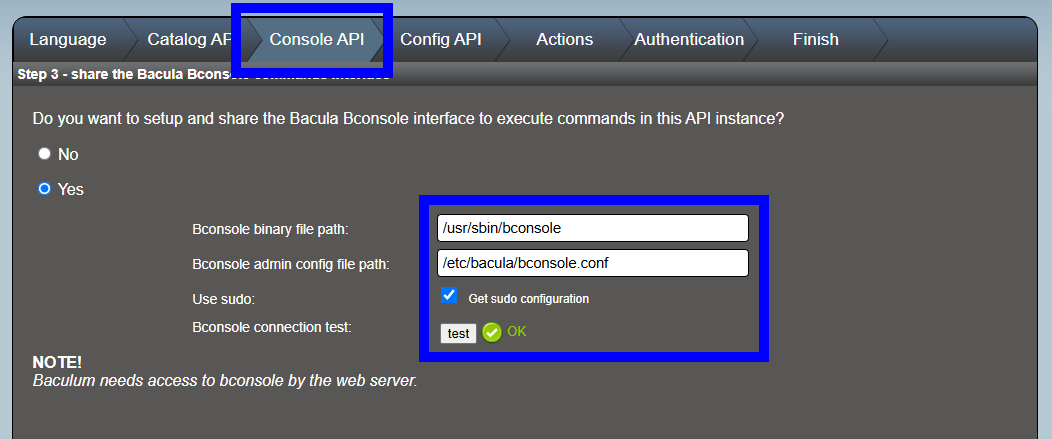 Language Catalog AP Console API Config API Actions Authentication Finish
Step 3 - share the Bacula Bconsole commands interface
Do you want to setup and share the Bacula Bconsole interface to execute commands in this API instance?
No
Yes
Bconsole binary file path: /usr/sbin/bconsole
Bconsole admin config file path: /etc/bacula/bconsole.conf
Use sudo: Get sudo configuration
Bconsole connection test: test OK
NOTE!
Baculum needs access to bconsole by the web server.